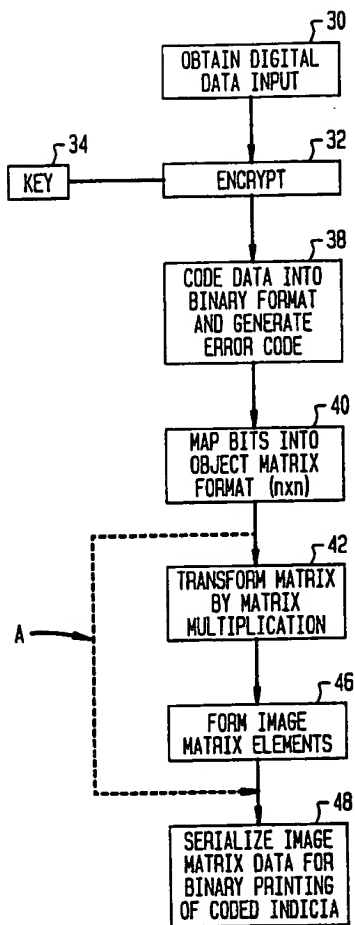 30
OBTAIN DIGITAL
DATA INPUT
34
32
KEY
ENCRYPT
38
CODE DATA INTO
BINARY FORMAT
AND GENERATE
ERROR CODE
40
MAP BITS INTO
OBJECT MATRIX
FORMAT (nxn)
42
TRANSFORM MATRIX
BY MATRIX
MULTIPLICATION
A
46
FORM IMAGE
MATRIX ELEMENTS
48
SERIALIZE IMAGE
MATRIX DATA FOR
BINARY PRINTING
OF CODED INDICIA